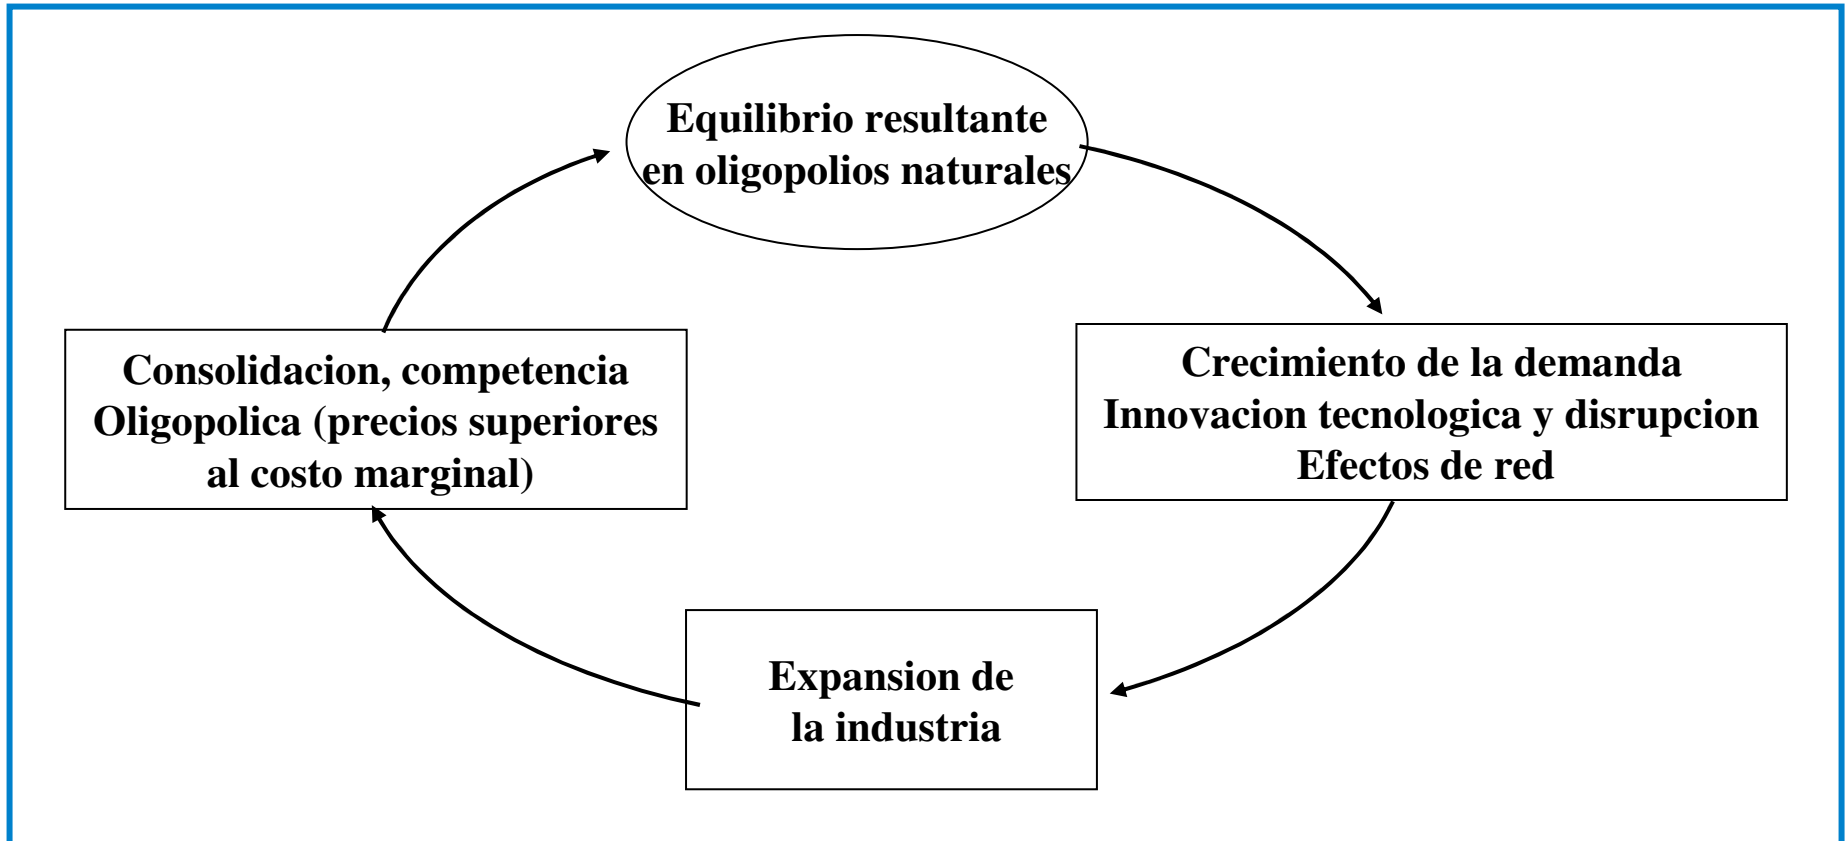 Equilibrio resultante
en oligopolios naturales
Consolidacion, competencia
Oligopolica (precios superiores
al costo marginal)
Crecimiento de la demanda
Innovacion tecnologica y disrupcion
Efectos de red
Expansion de
la industria